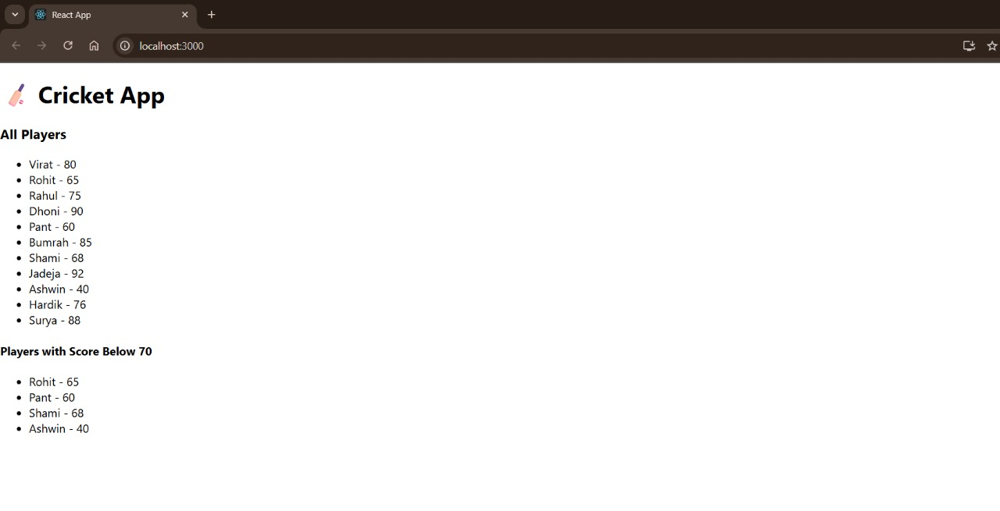 React App
localhost:3000
Cricket App
All Players
Virat - 80
Rohit - 65
Rahul - 75
Dhoni - 90
Pant - 60
Bumrah - 85
Shami - 68
Jadeja - 92
Ashwin - 40
Hardik - 76
Surya - 88
Players with Score Below 70
Rohit - 65
Pant - 60
Shami - 68
Ashwin - 40